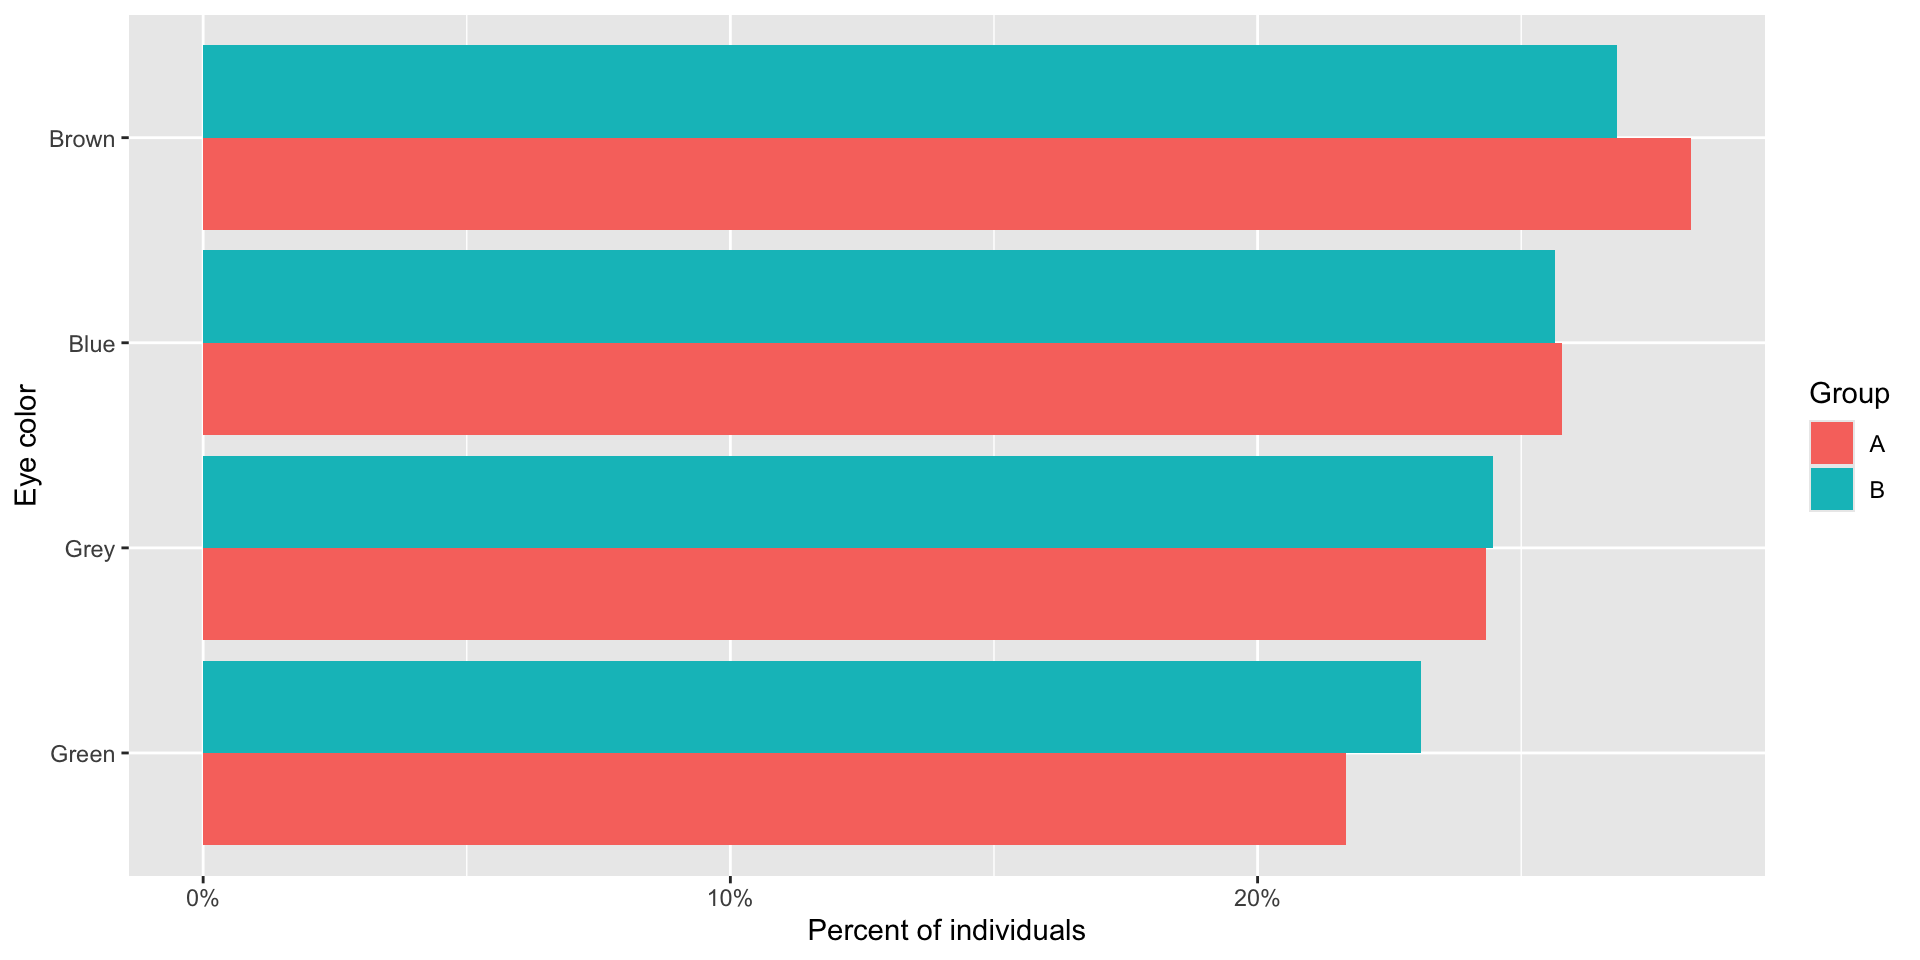 Eye color
Brown
Blue
Grey
Green
0% 10% 20%
Percent of individuals
Group
A
B